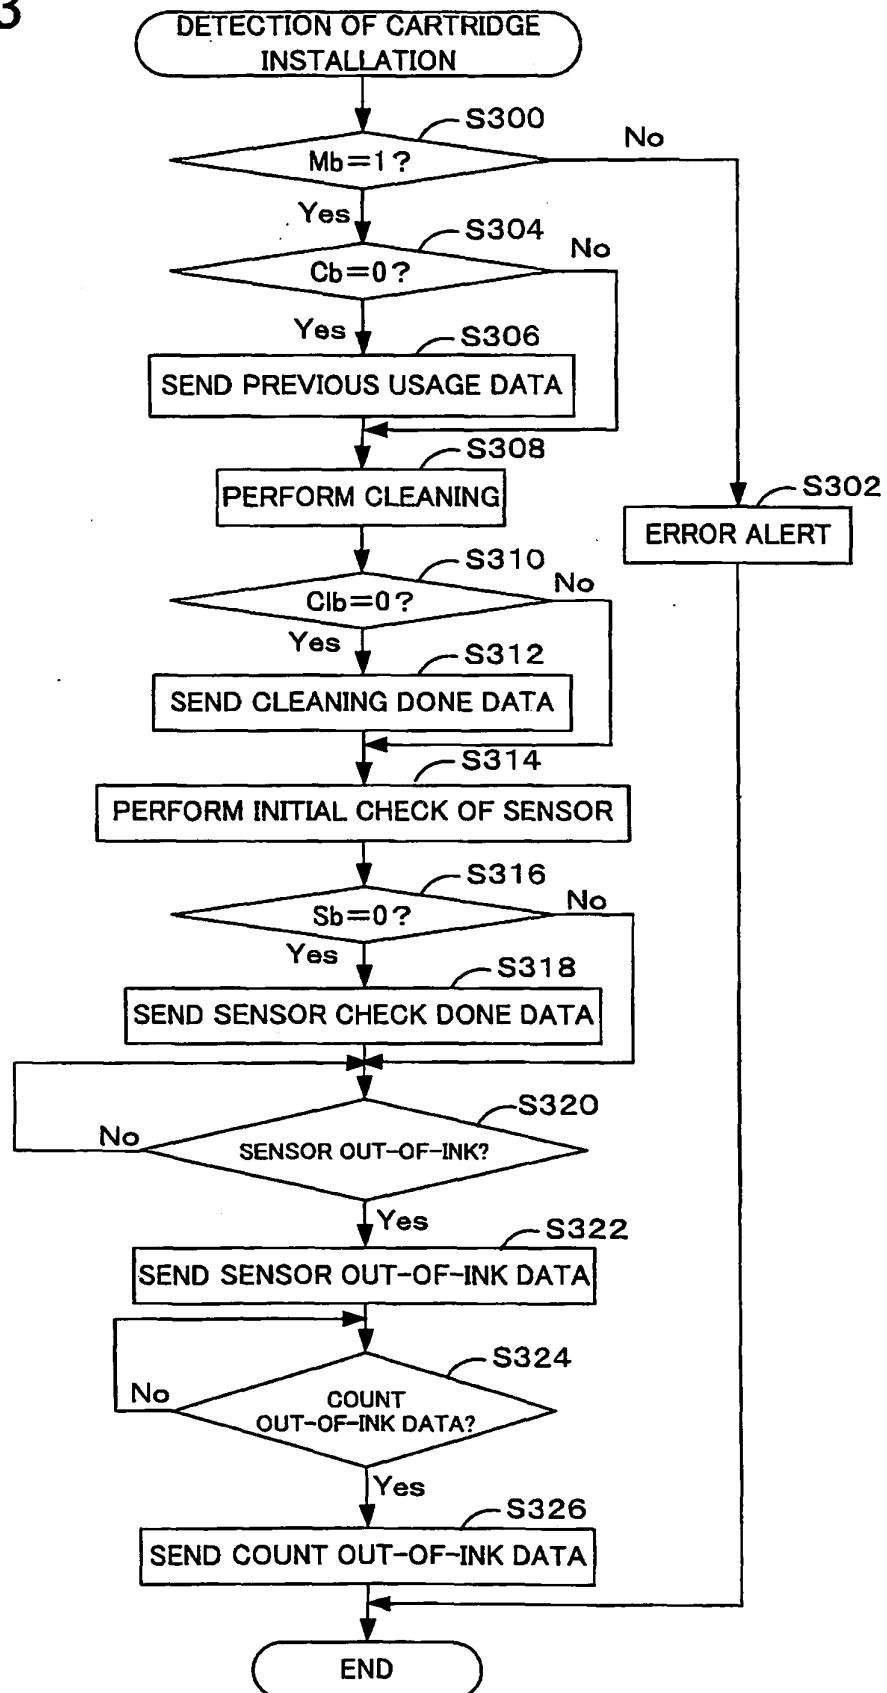 3
DETECTION OF CARTRIDGE
INSTALLATION
S300
No
Mb=1?
Yes
S304
No
Cb=0?
Yes
S306
SEND PREVIOUS USAGE DATA
S308
PERFORM CLEANING
S302
ERROR ALERT
S310
No
Clb=0?
Yes
S312
SEND CLEANING DONE DATA
S314
PERFORM INITIAL CHECK OF SENSOR
S316
No
Sb=0?
Yes
S318
SEND SENSOR CHECK DONE DATA
S320
No
SENSOR OUT-OF-INK?
Yes
S322
SEND SENSOR OUT-OF-INK DATA
S324
No
COUNT
OUT-OF-INK DATA?
Yes
S326
SEND COUNT OUT-OF-INK DATA
END